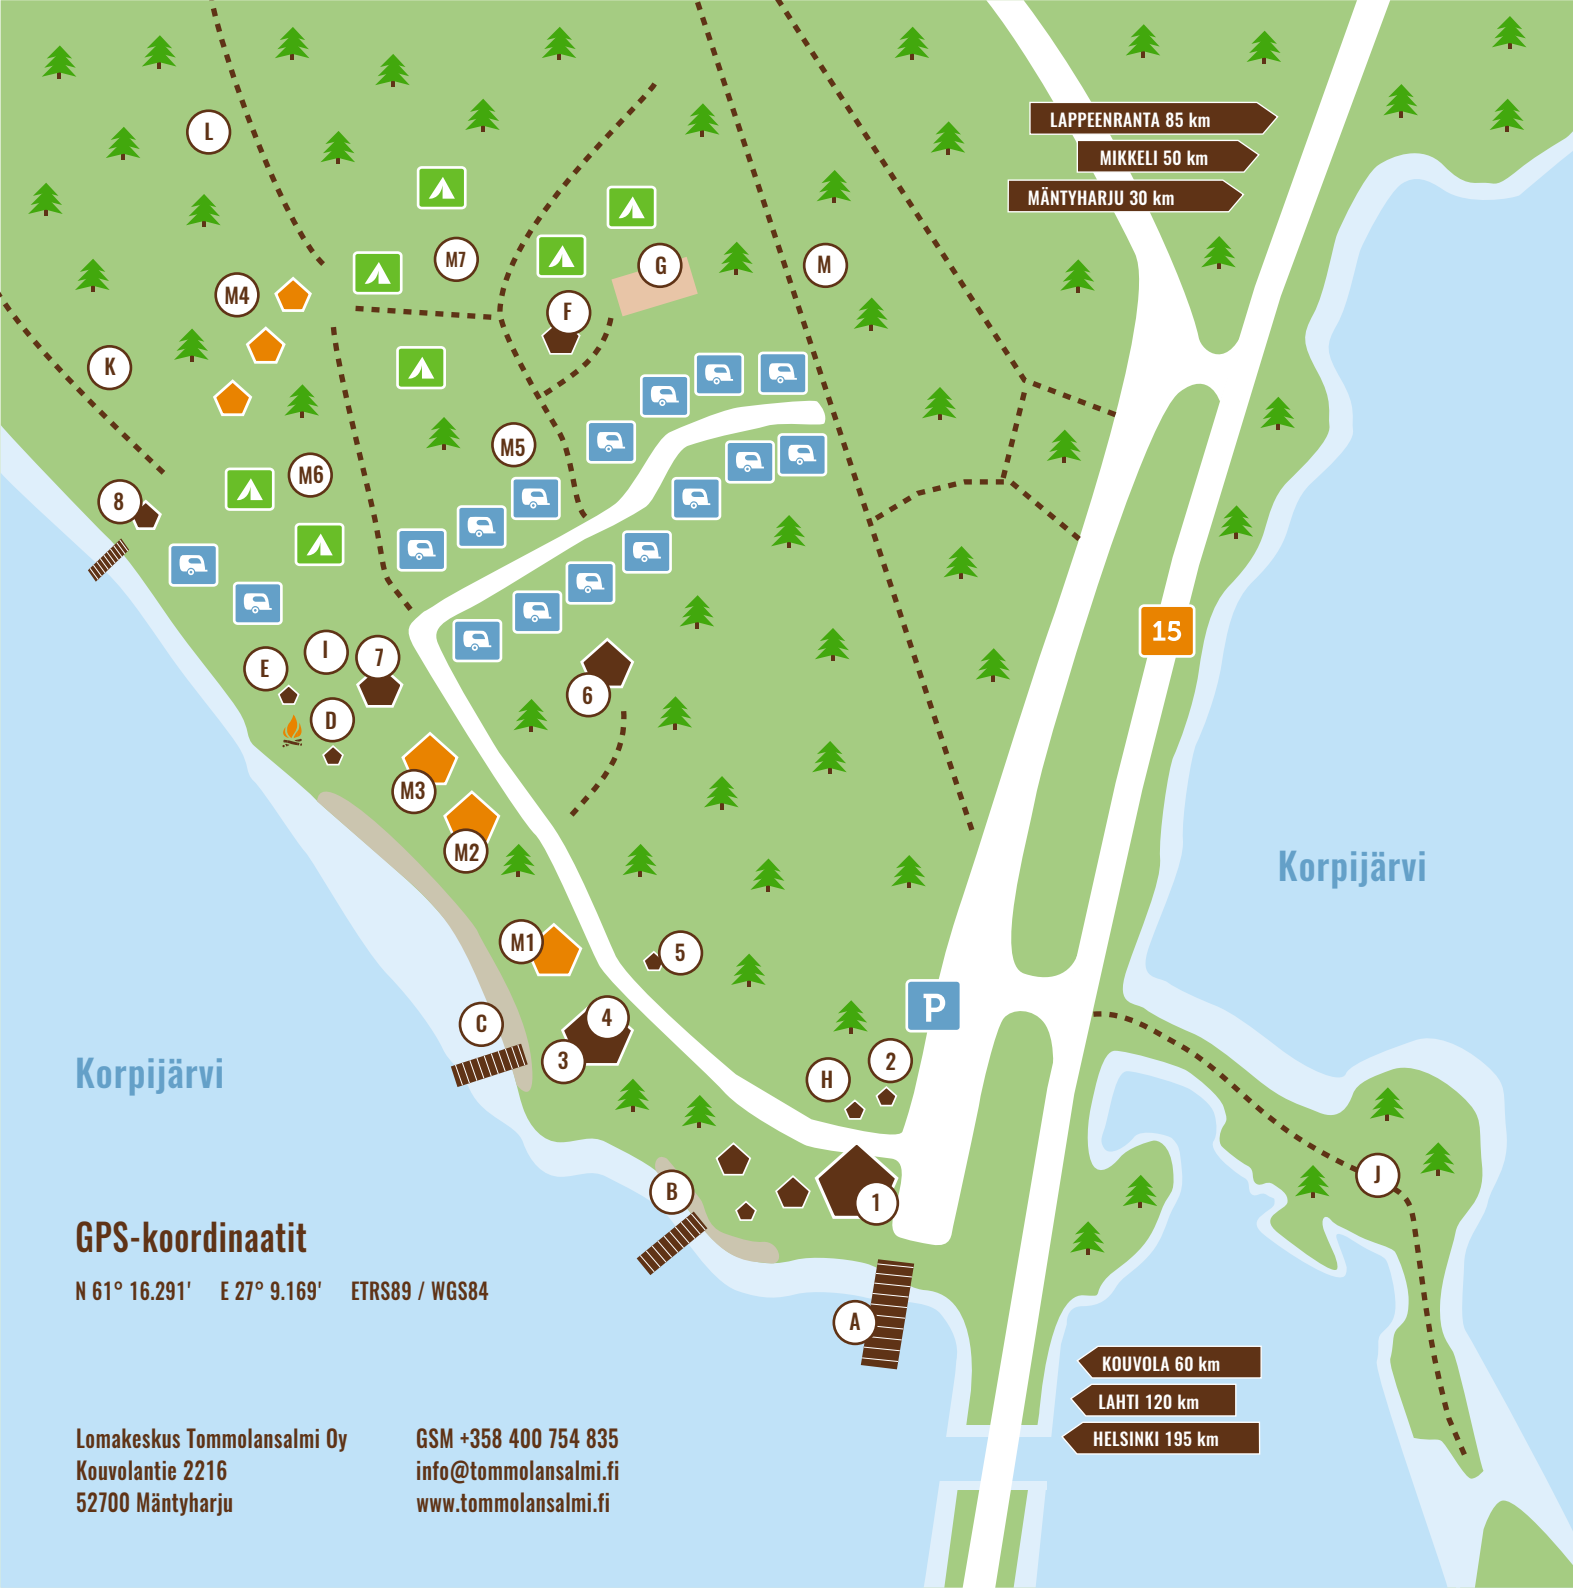 LAPPEENRANTA 85 km
L
MIKKELI 50 km
MÄNTYHARJU 30 km
M7
G
M
M4
F
K
M5
M6
8
15
I
7
E
6
D
M3
M2
Korpijärvi
M1
5
P
4
C
3
2
H
Korpijärvi
J
B
1
GPS-koordinaatit
N 61° 16.291' E 27° 9.169' ETRS89 / WGS84
A
KOUVOLA 60 km
LAHTI 120 km
HELSINKI 195 km
Lomakeskus Tommolansalmi Oy
Kouvolantie 2216
52700 Mäntyharju
GSM +358 400 754 835
info@tommolansalmi.fi
www.tommolansalmi.fi